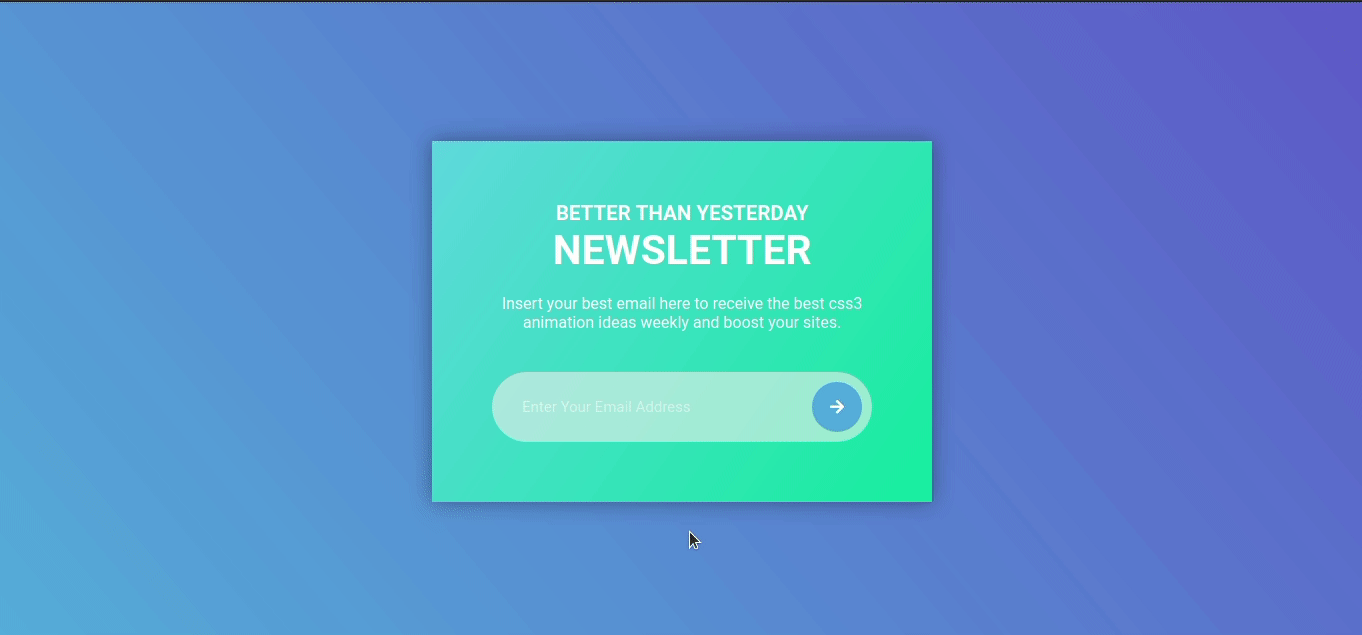 BETTER THAN YESTERDAY
NEWSLETTER
Insert your best email here to receive the best css3
animation ideas weekly and boost your sites.
Enter Your Email Address